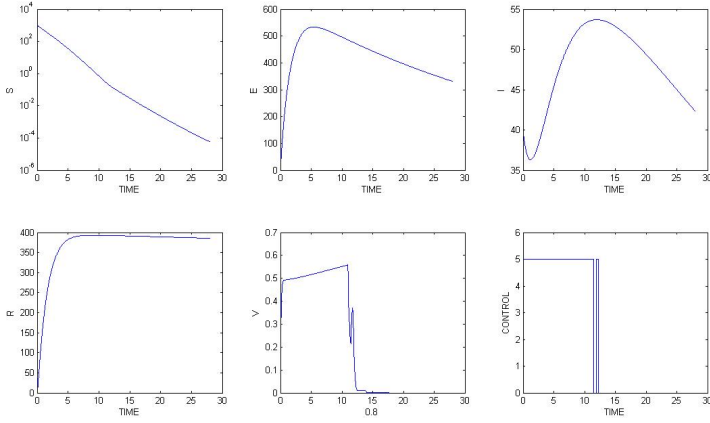 10^4
10^2
10^0
10^-2
10^-4
10^-6
S
0 5 10 15 20 25 30
TIME
600
500
400
300
200
100
0
E
0 5 10 15 20 25 30
TIME
55
50
45
40
35
I
0 5 10 15 20 25 30
TIME
400
350
300
250
200
150
100
50
0
R
0 5 10 15 20 25 30
TIME
0.7
0.6
0.5
0.4
0.3
0.2
0.1
0
V
0 5 10 15 20 25 30
0.8
6
5
4
3
2
1
0
CONTROL
0 5 10 15 20 25 30
TIME